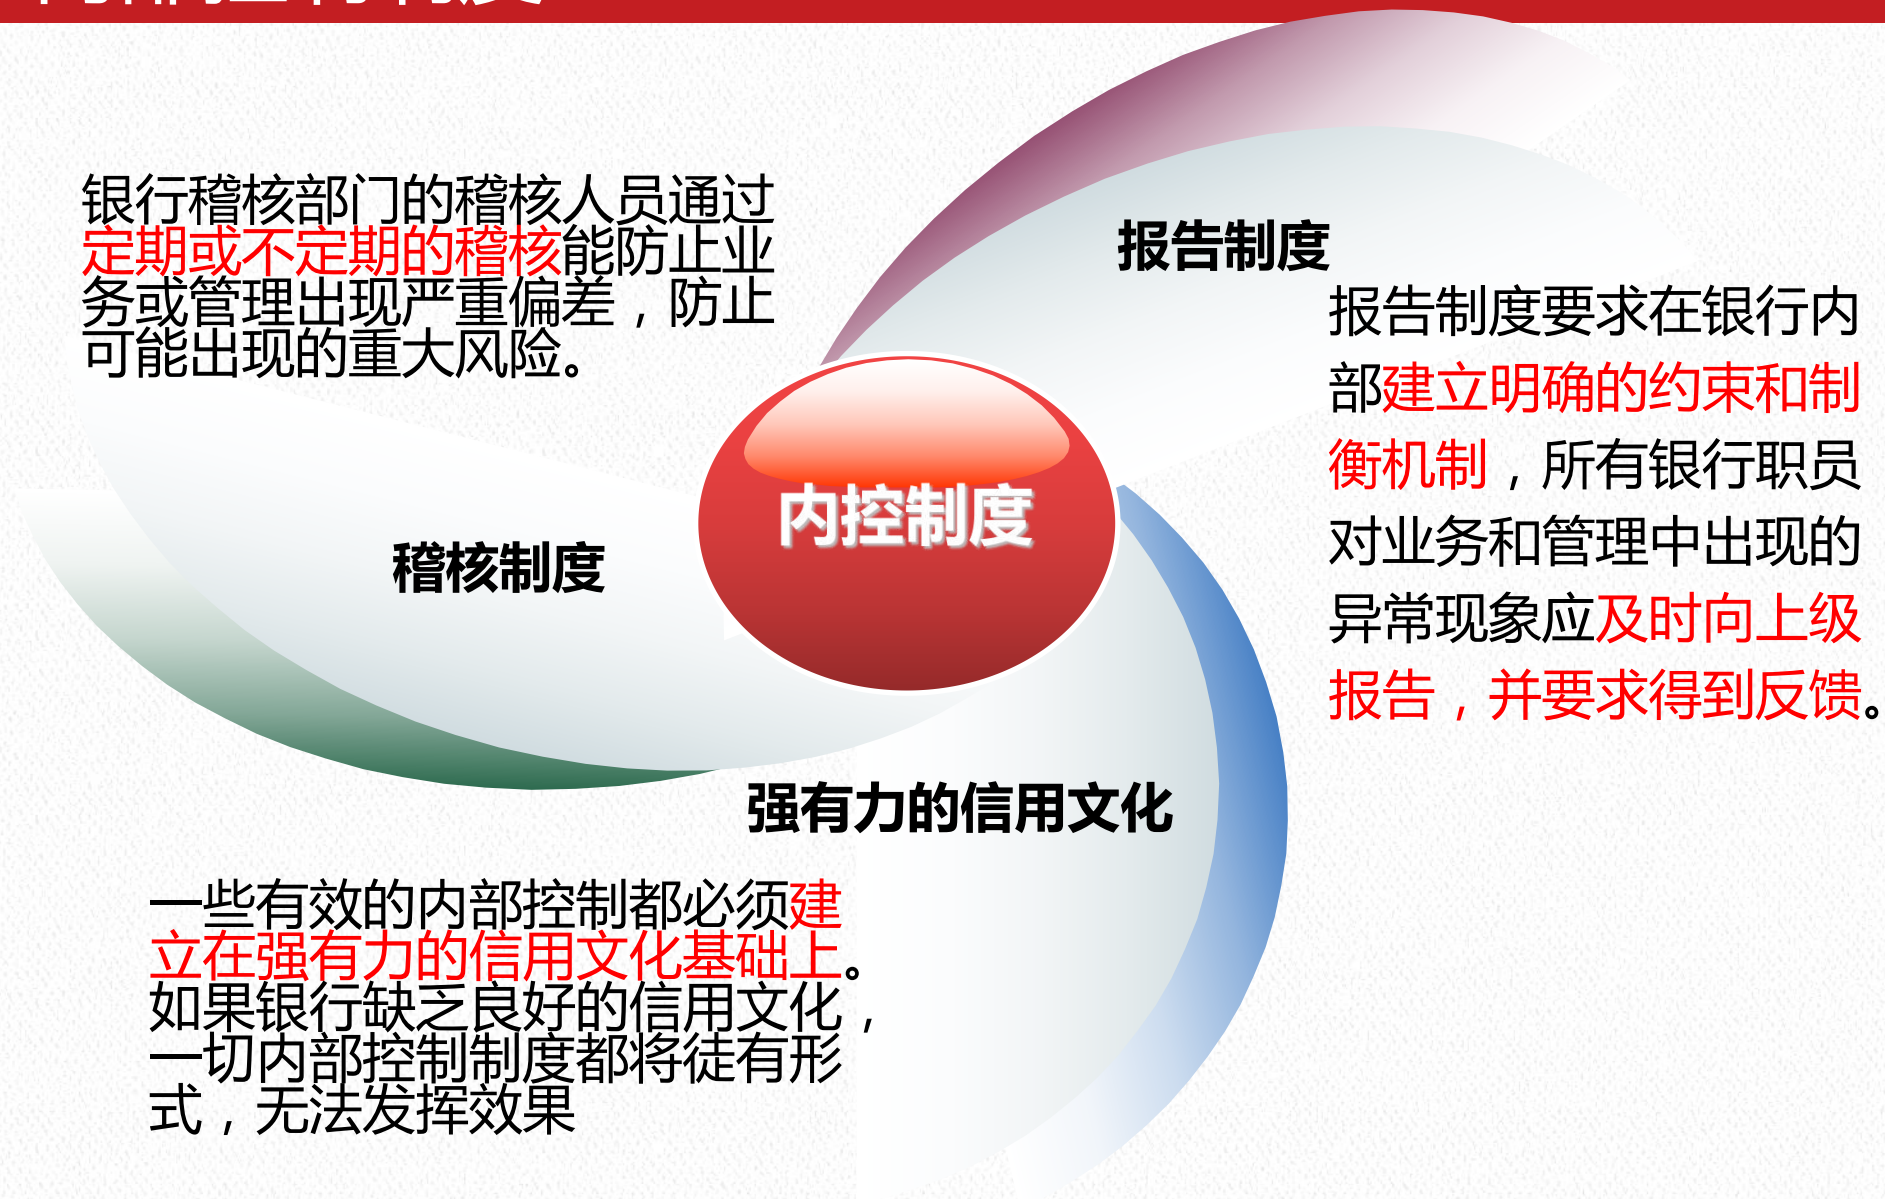 银行稽核部门的稽核人员通过
定期或不定期的稽核能防止业
务或管理出现严重偏差，防止
可能出现的重大风险。
报告制度
报告制度要求在银行内
部建立明确的约束和制
衡机制，所有银行职员
对业务和管理中出现的
异常现象应及时向上级
报告，并要求得到反馈。
内控制度
稽核制度
强有力的信用文化
一些有效的内部控制都必须建
立在强有力的信用文化基础上。
如果银行缺乏良好的信用文化，
一切内部控制制度都将徒有形
式，无法发挥效果